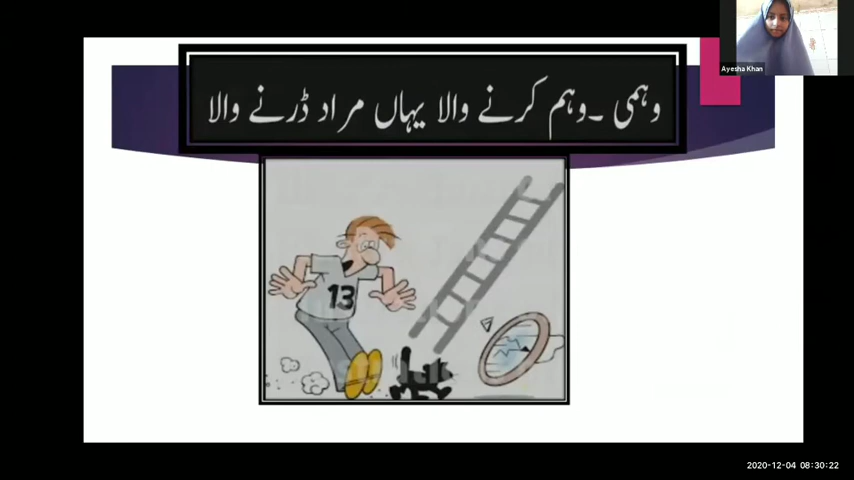 Ayesha Khan
وہمی ۔وہم کرنے والا یہاں مراد ڈرنے والا
13
2020-12-04 08:30:22